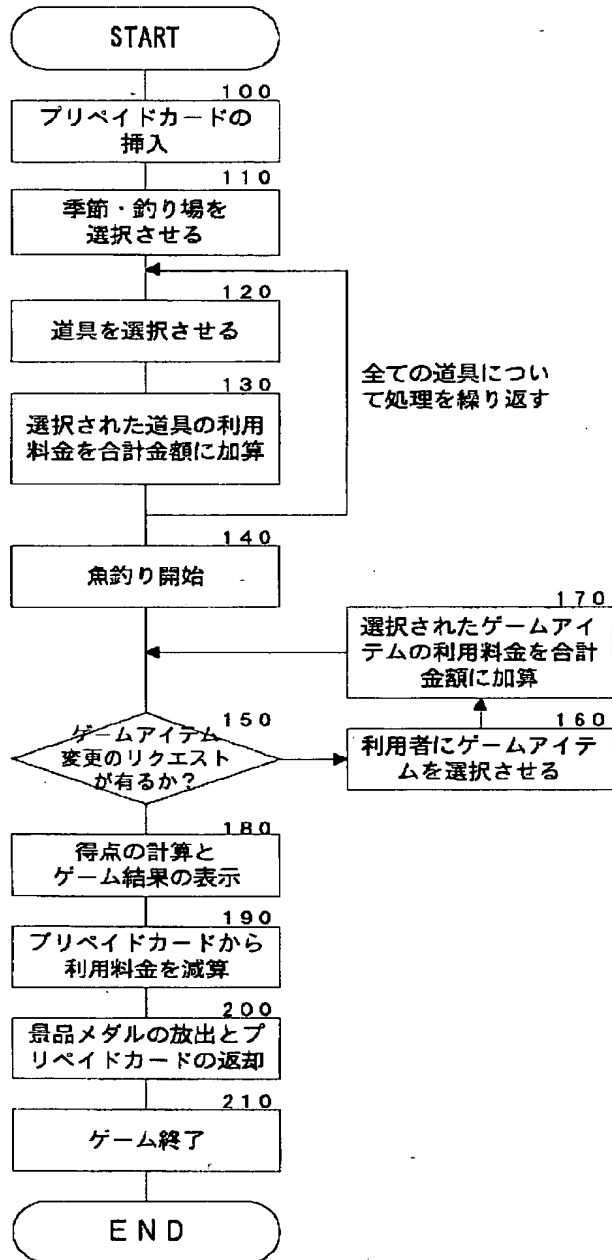 START
100
プリペイドカードの
挿入
110
季節・釣り場を
選択させる
120
道具を選択させる
130
選択された道具の利用
料金を合計金額に加算
全ての道具につい
て処理を繰り返す
140
魚釣り開始
170
選択されたゲームアイ
テムの利用料金を合計
金額に加算
150
ゲームアイテム
変更のリクエスト
が有るか？
160
利用者にゲームアイテ
ムを選択させる
180
得点の計算と
ゲーム結果の表示
190
プリペイドカードから
利用料金を減算
200
景品メダルの放出とプ
リペイドカードの返却
210
ゲーム終了
END